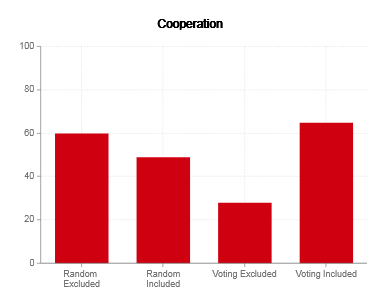 Cooperation
100
80
60
40
20
0
Random
Excluded
Random
Included
Voting Excluded
Voting Included